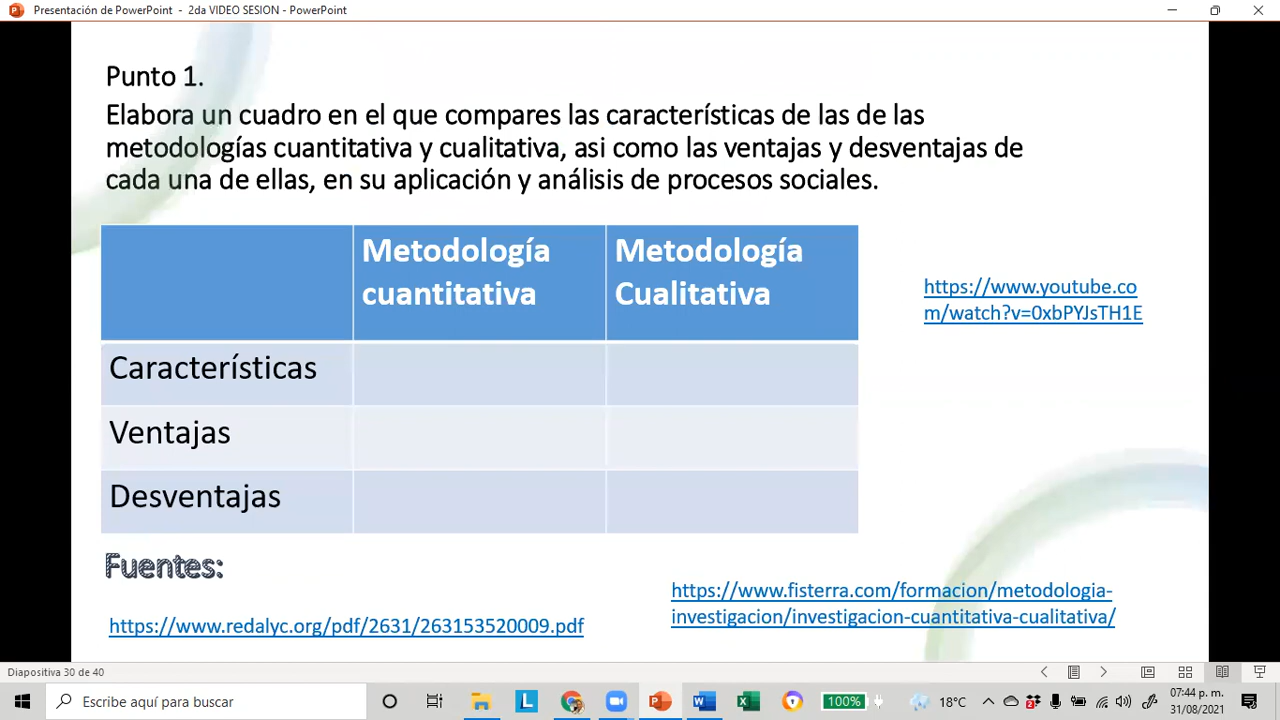 Presentación de PowerPoint - 2da VIDEO SESION - PowerPoint
Punto 1.
Elabora un cuadro en el que compares las características de las de las
metodologías cuantitativa y cualitativa, asi como las ventajas y desventajas de
cada una de ellas, en su aplicación y análisis de procesos sociales.
Metodología
cuantitativa
Metodología
Cualitativa
https://www.youtube.co
m/watch?v=0xbPYJsTH1E
Características
Ventajas
Desventajas
Fuentes:
https://www.fisterra.com/formacion/metodologia-
investigacion/investigacion-cuantitativa-cualitativa/
https://www.redalyc.org/pdf/2631/263153520009.pdf
Diapositiva 30 de 40
Escribe aquí para buscar
100%
18°C
07:44 p. m.
31/08/2021